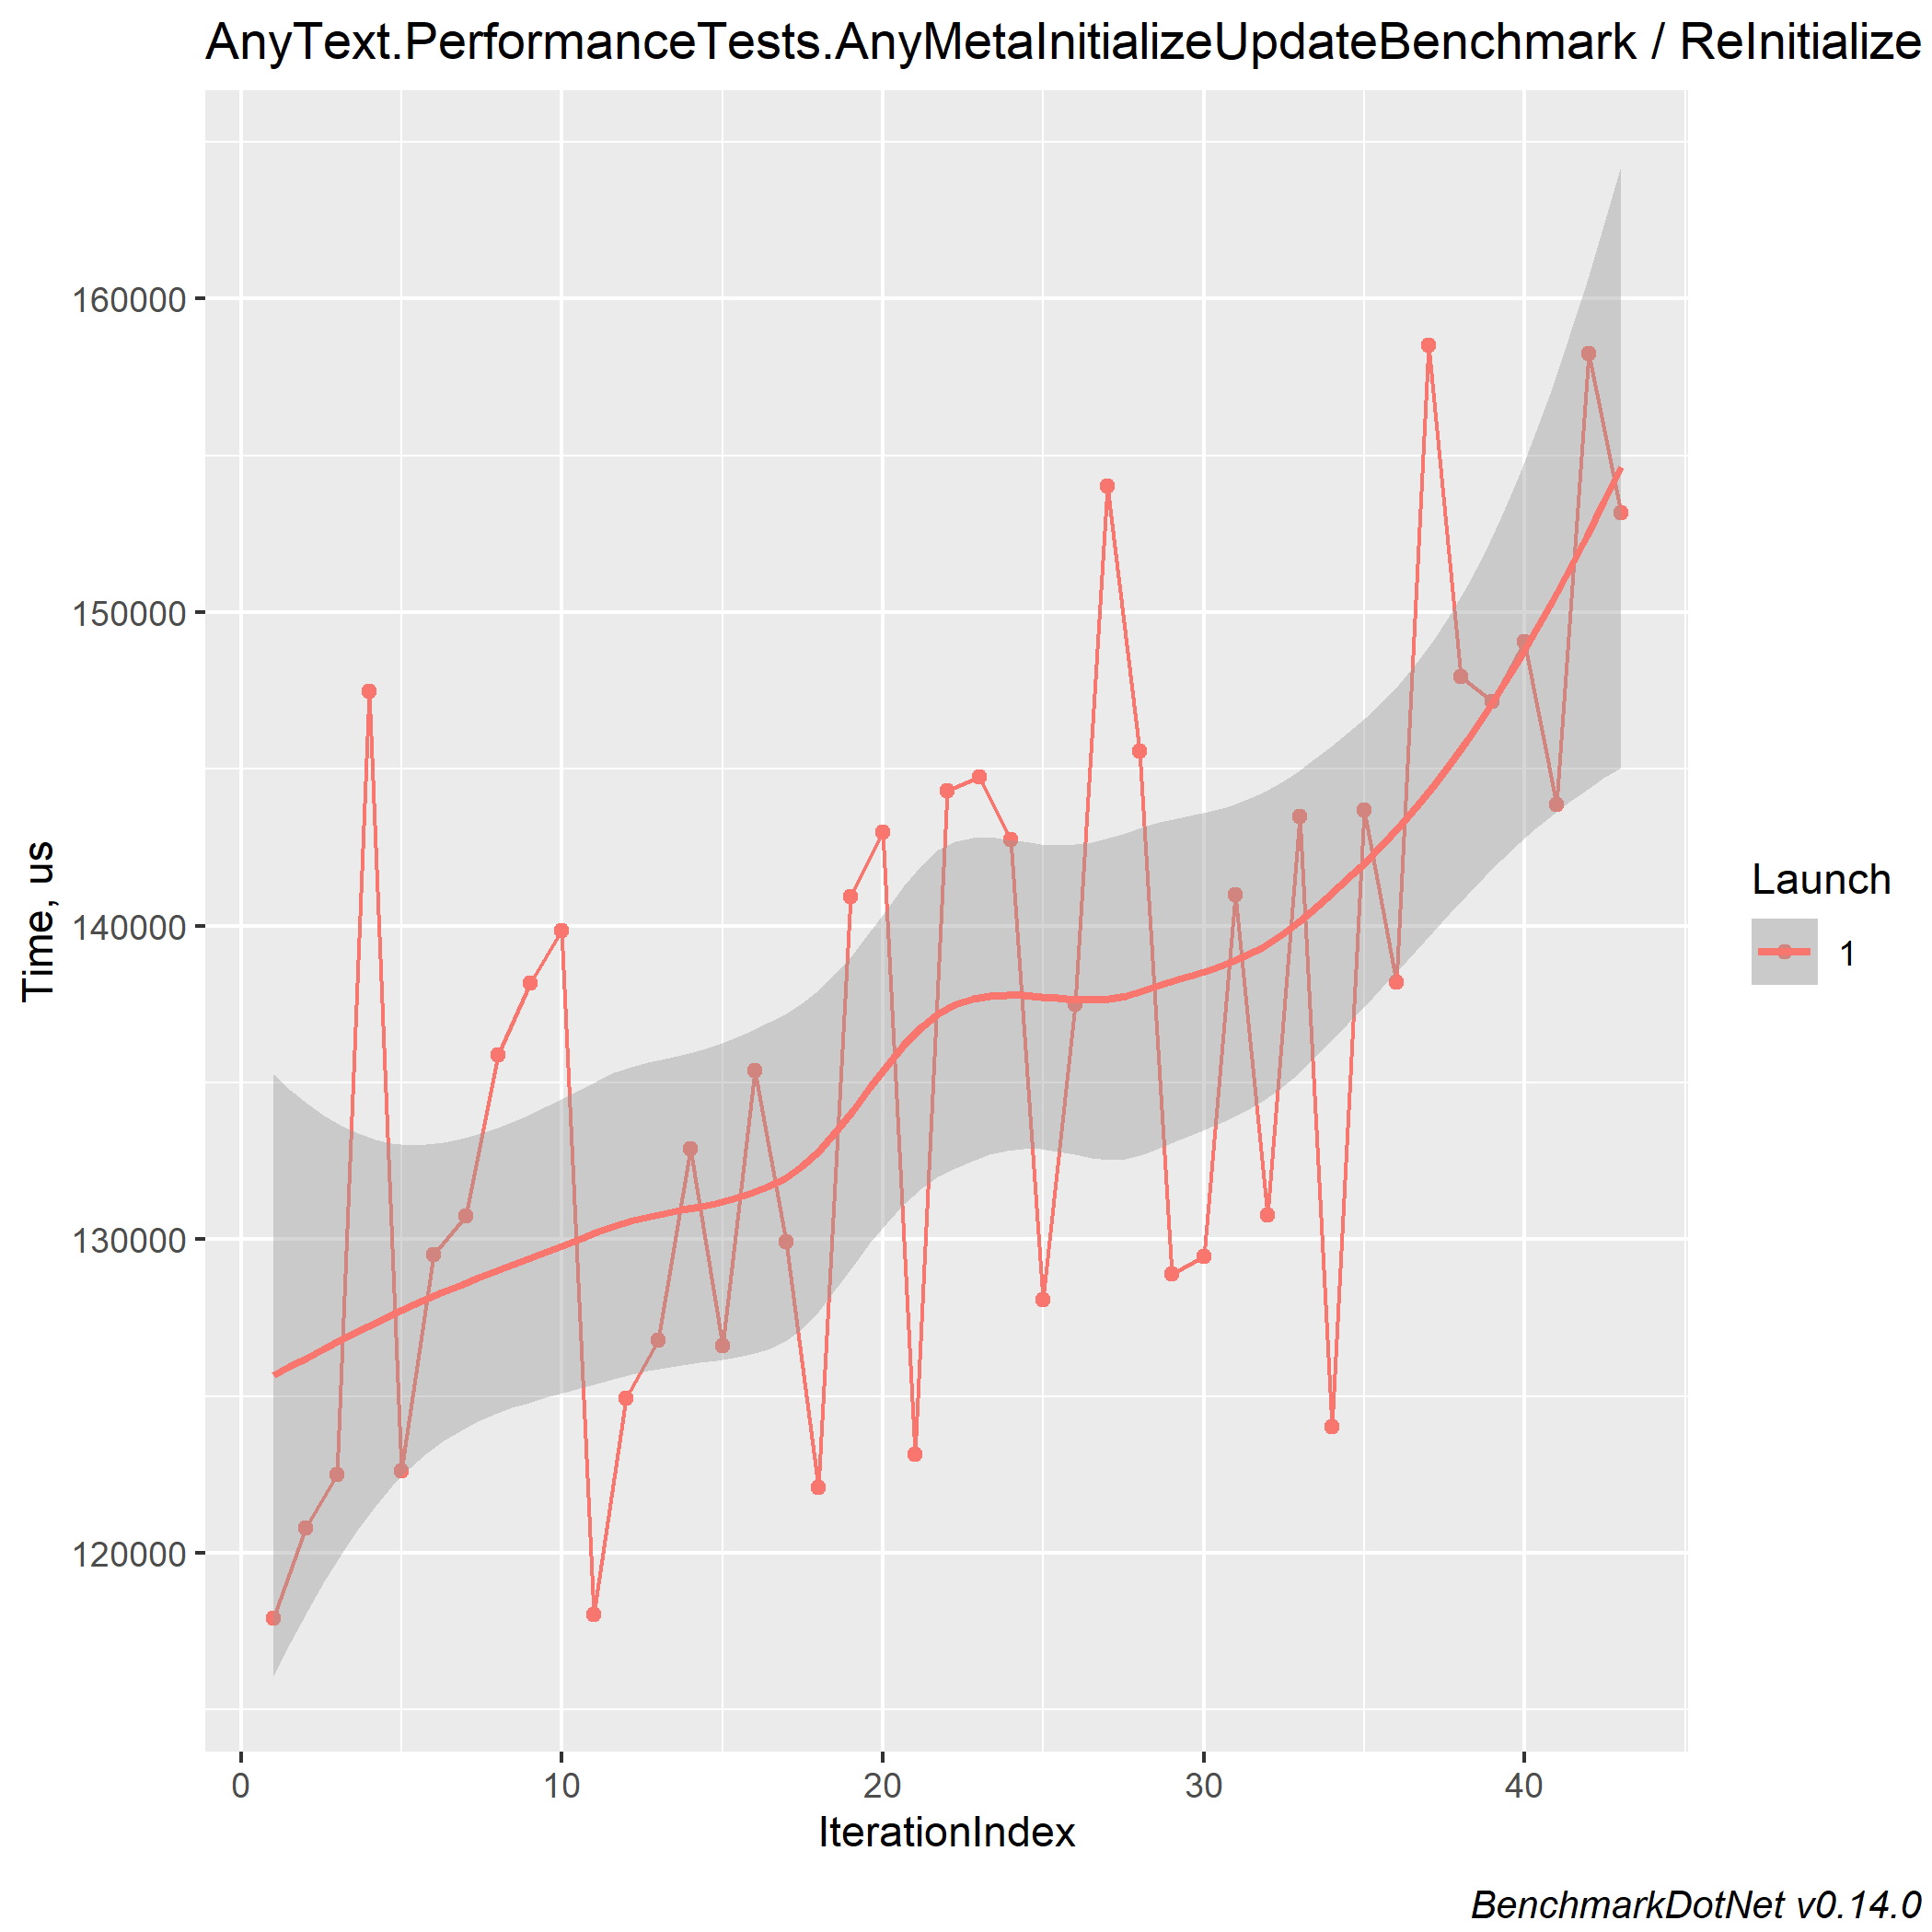 AnyText.PerformanceTests.AnyMetaInitializeUpdateBenchmark / ReInitialize
160000
150000
140000
130000
120000
Time, us
0 10 20 30 40
IterationIndex
Launch
1
BenchmarkDotNet v0.14.0